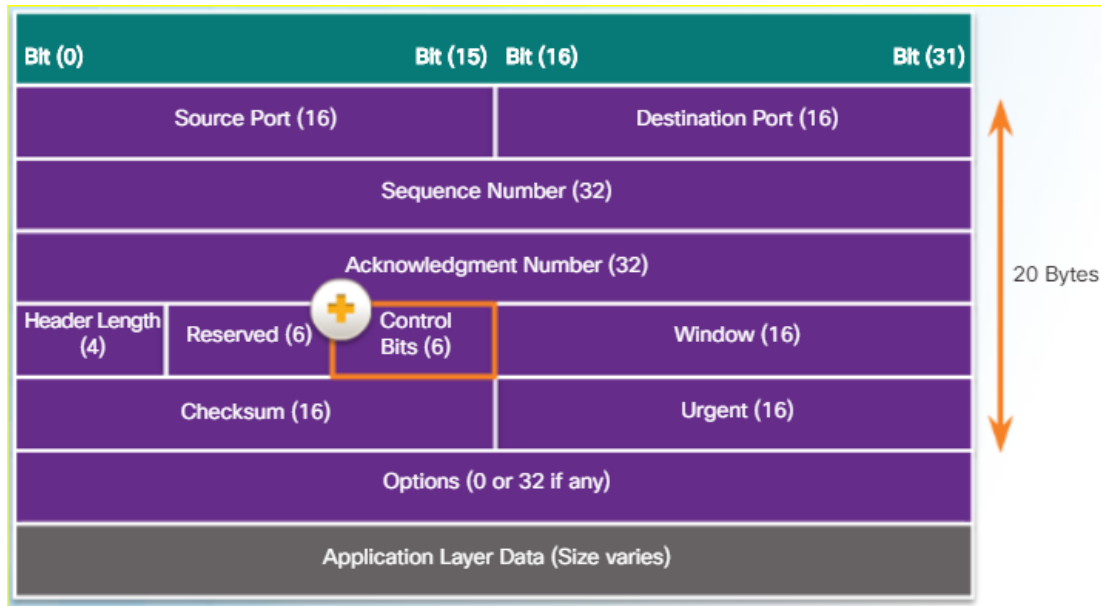 Bit (0) Bit (15) Bit (16) Bit (31)
Source Port (16) Destination Port (16)
Sequence Number (32)
Acknowledgment Number (32)
20 Bytes
Header Length
(4)
Reserved (6)
Control
Bits (6)
Window (16)
Checksum (16) Urgent (16)
Options (0 or 32 if any)
Application Layer Data (Size varies)